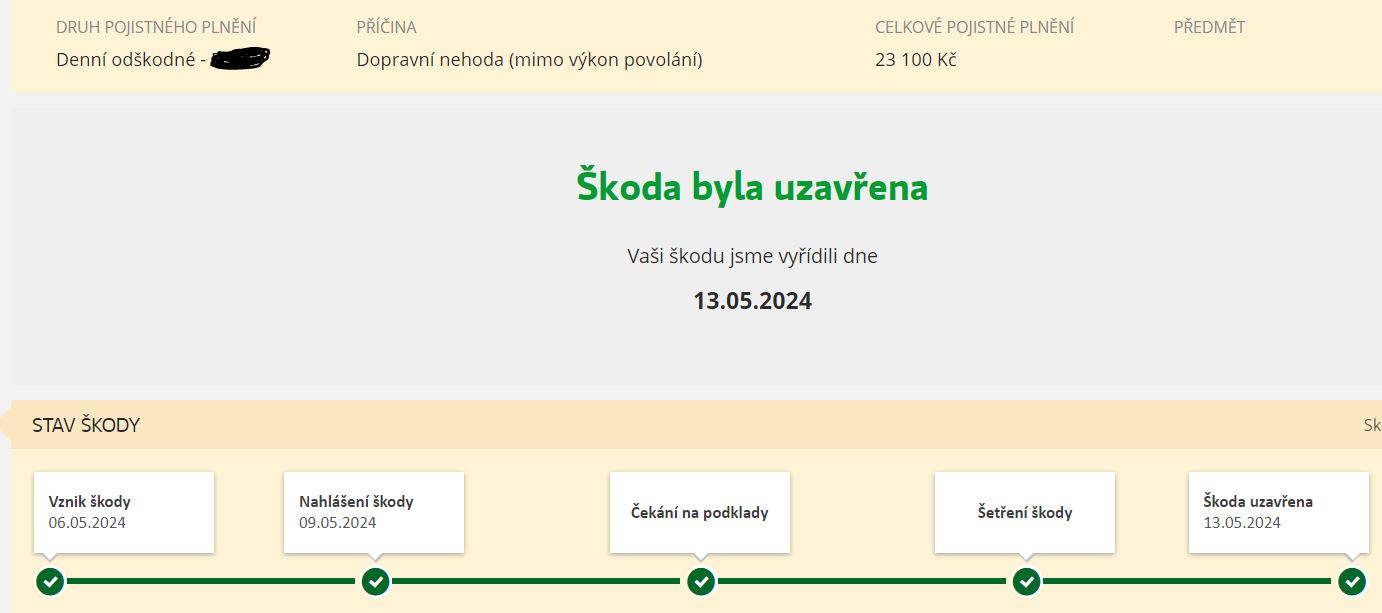 DRUH POJISTNÉHO PLNĚNÍ
PŘÍČINA
CELKOVÉ POJISTNÉ PLNĚNÍ
PŘEDMĚT
Denní odškodné -
Dopravní nehoda (mimo výkon povolání)
23 100 Kč
Škoda byla uzavřena
Vaši škodu jsme vyřídili dne
13.05.2024
STAV ŠKODY
Sk
Vznik škody
06.05.2024
Nahlášení škody
09.05.2024
Čekání na podklady
Šetření škody
Škoda uzavřena
13.05.2024